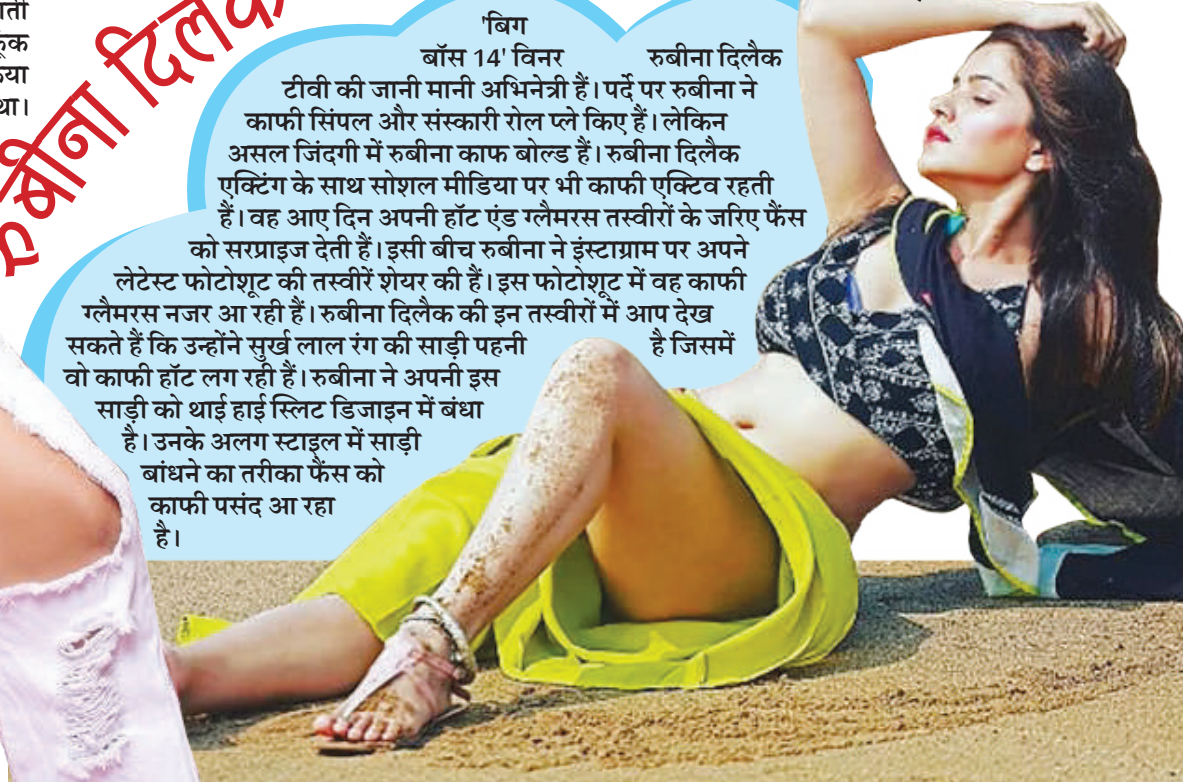 रुबीना दिलैक
'बिग
बॉस 14' विनर रुबीना दिलैक
टीवी की जानी मानी अभिनेत्री हैं। पर्दे पर रुबीना ने
काफी सिंपल और संस्कारी रोल प्ले किए हैं। लेकिन
असल जिंदगी में रुबीना काफ बोल्ड हैं। रुबीना दिलैक
एक्टिंग के साथ सोशल मीडिया पर भी काफी एक्टिव रहती
हैं। वह आए दिन अपनी हॉट एंड ग्लैमरस तस्वीरों के जरिए फैंस
को सरप्राइज देती हैं। इसी बीच रुबीना ने इंस्टाग्राम पर अपने
लेटेस्ट फोटोशूट की तस्वीरें शेयर की हैं। इस फोटोशूट में वह काफी
ग्लैमरस नजर आ रही हैं। रुबीना दिलैक की इन तस्वीरों में आप देख
सकते हैं कि उन्होंने सुर्ख लाल रंग की साड़ी पहनी है जिसमें
वो काफी हॉट लग रही हैं। रुबीना ने अपनी इस
साड़ी को थाई हाई स्लिट डिजाइन में बंधा
है। उनके अलग स्टाइल में साड़ी
बांधने का तरीका फैंस को
काफी पसंद आ रहा
है।